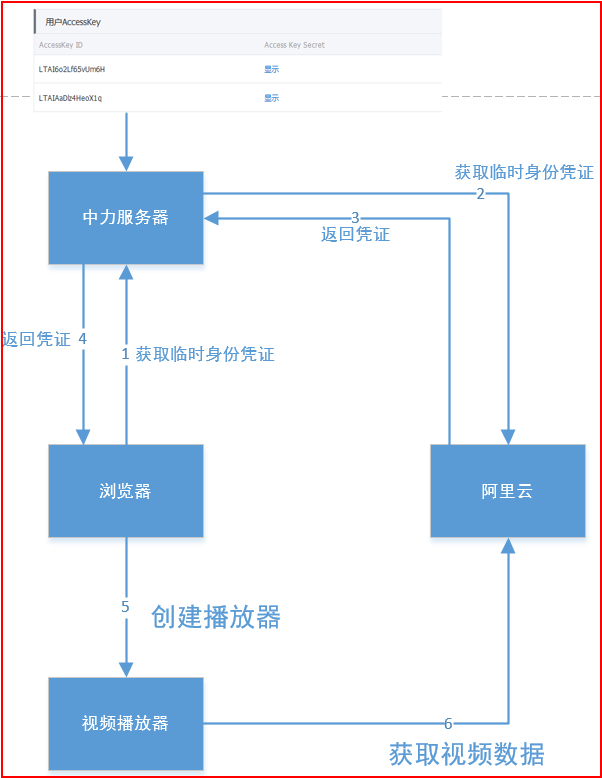 用户AccessKey
AccessKey ID Access Key Secret
LTAI6o2Lf65vUm6H 显示
LTAIAaDlz4HeoX1q 显示
获取临时身份凭证
2
中力服务器
3
返回凭证
返回凭证 4
1 获取临时身份凭证
浏览器
阿里云
5
创建播放器
视频播放器
6
获取视频数据